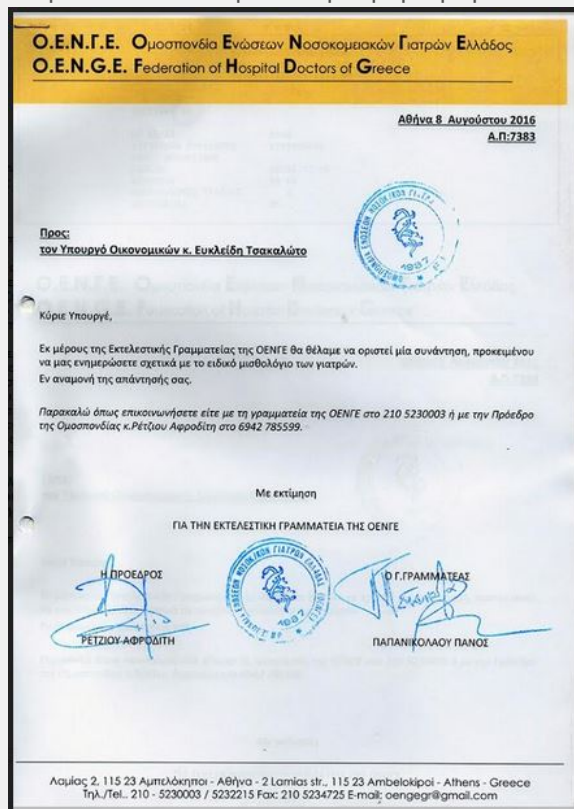 Ο.Ε.Ν.Γ.Ε. Ομοσπονδία Ενώσεων Νοσοκομειακών Γιατρών Ελλάδος
O.E.N.G.E. Federation of Hospital Doctors of Greece
Αθήνα 8 Αυγούστου 2016
Α.Π:7383
Προς:
τον Υπουργό Οικονομικών κ. Ευκλείδη Τσακαλώτο
Κύριε Υπουργέ,
Εκ μέρους της Εκτελεστικής Γραμματείας της ΟΕΝΓΕ θα θέλαμε να οριστεί μία συνάντηση, προκειμένου
να μας ενημερώσετε σχετικά με το ειδικό μισθολόγιο των γιατρών.
Εν αναμονή της απάντησής σας.
Παρακαλώ όπως επικοινωνήσετε είτε με τη γραμματεία της ΟΕΝΓΕ στο 210 5230003 ή με την Πρόεδρο
της Ομοσπονδίας κ.Ρέτζιου Αφροδίτη στο 6942 785599.
Με εκτίμηση
ΓΙΑ ΤΗΝ ΕΚΤΕΛΕΣΤΙΚΗ ΓΡΑΜΜΑΤΕΙΑ ΤΗΣ ΟΕΝΓΕ
Η ΠΡΟΕΔΡΟΣ
Ο Γ.ΓΡΑΜΜΑΤΕΑΣ
1987
ΡΕΤΖΙΟΥ ΑΦΡΟΔΙΤΗ
ΠΑΠΑΝΙΚΟΛΑΟΥ ΠΑΝΟΣ
Λαμίας 2, 115 23 Αμπελόκηποι - Αθήνα - 2 Lamias str., 115 23 Ambelokipoi - Athens - Greece
Τηλ./Tel.. 210 - 5230003 / 5232215 Fax: 210 5234725 E-mail: oengegr@gmail.com